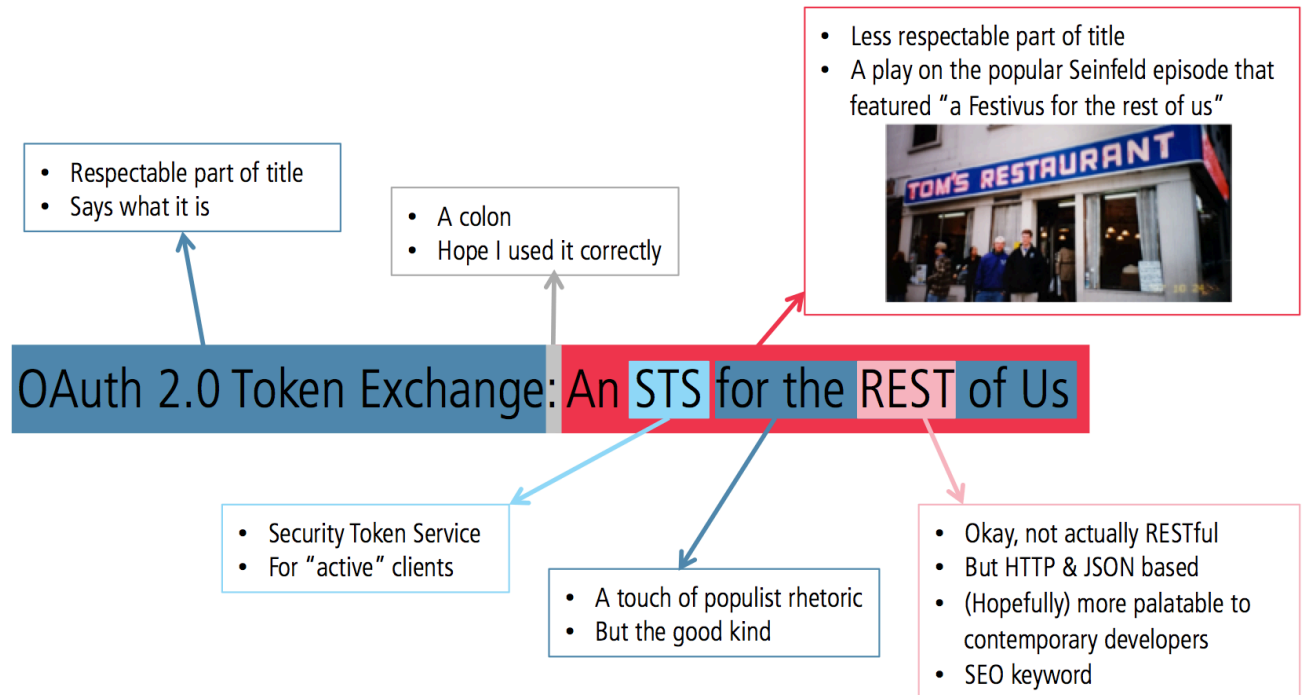 • Less respectable part of title
• A play on the popular Seinfeld episode that
featured “a Festivus for the rest of us”
TOM'S RESTAURANT
• Respectable part of title
• Says what it is
• A colon
• Hope I used it correctly
OAuth 2.0 Token Exchange: An STS for the REST of Us
• Security Token Service
• For “active” clients
• A touch of populist rhetoric
• But the good kind
• Okay, not actually RESTful
• But HTTP & JSON based
• (Hopefully) more palatable to
contemporary developers
• SEO keyword